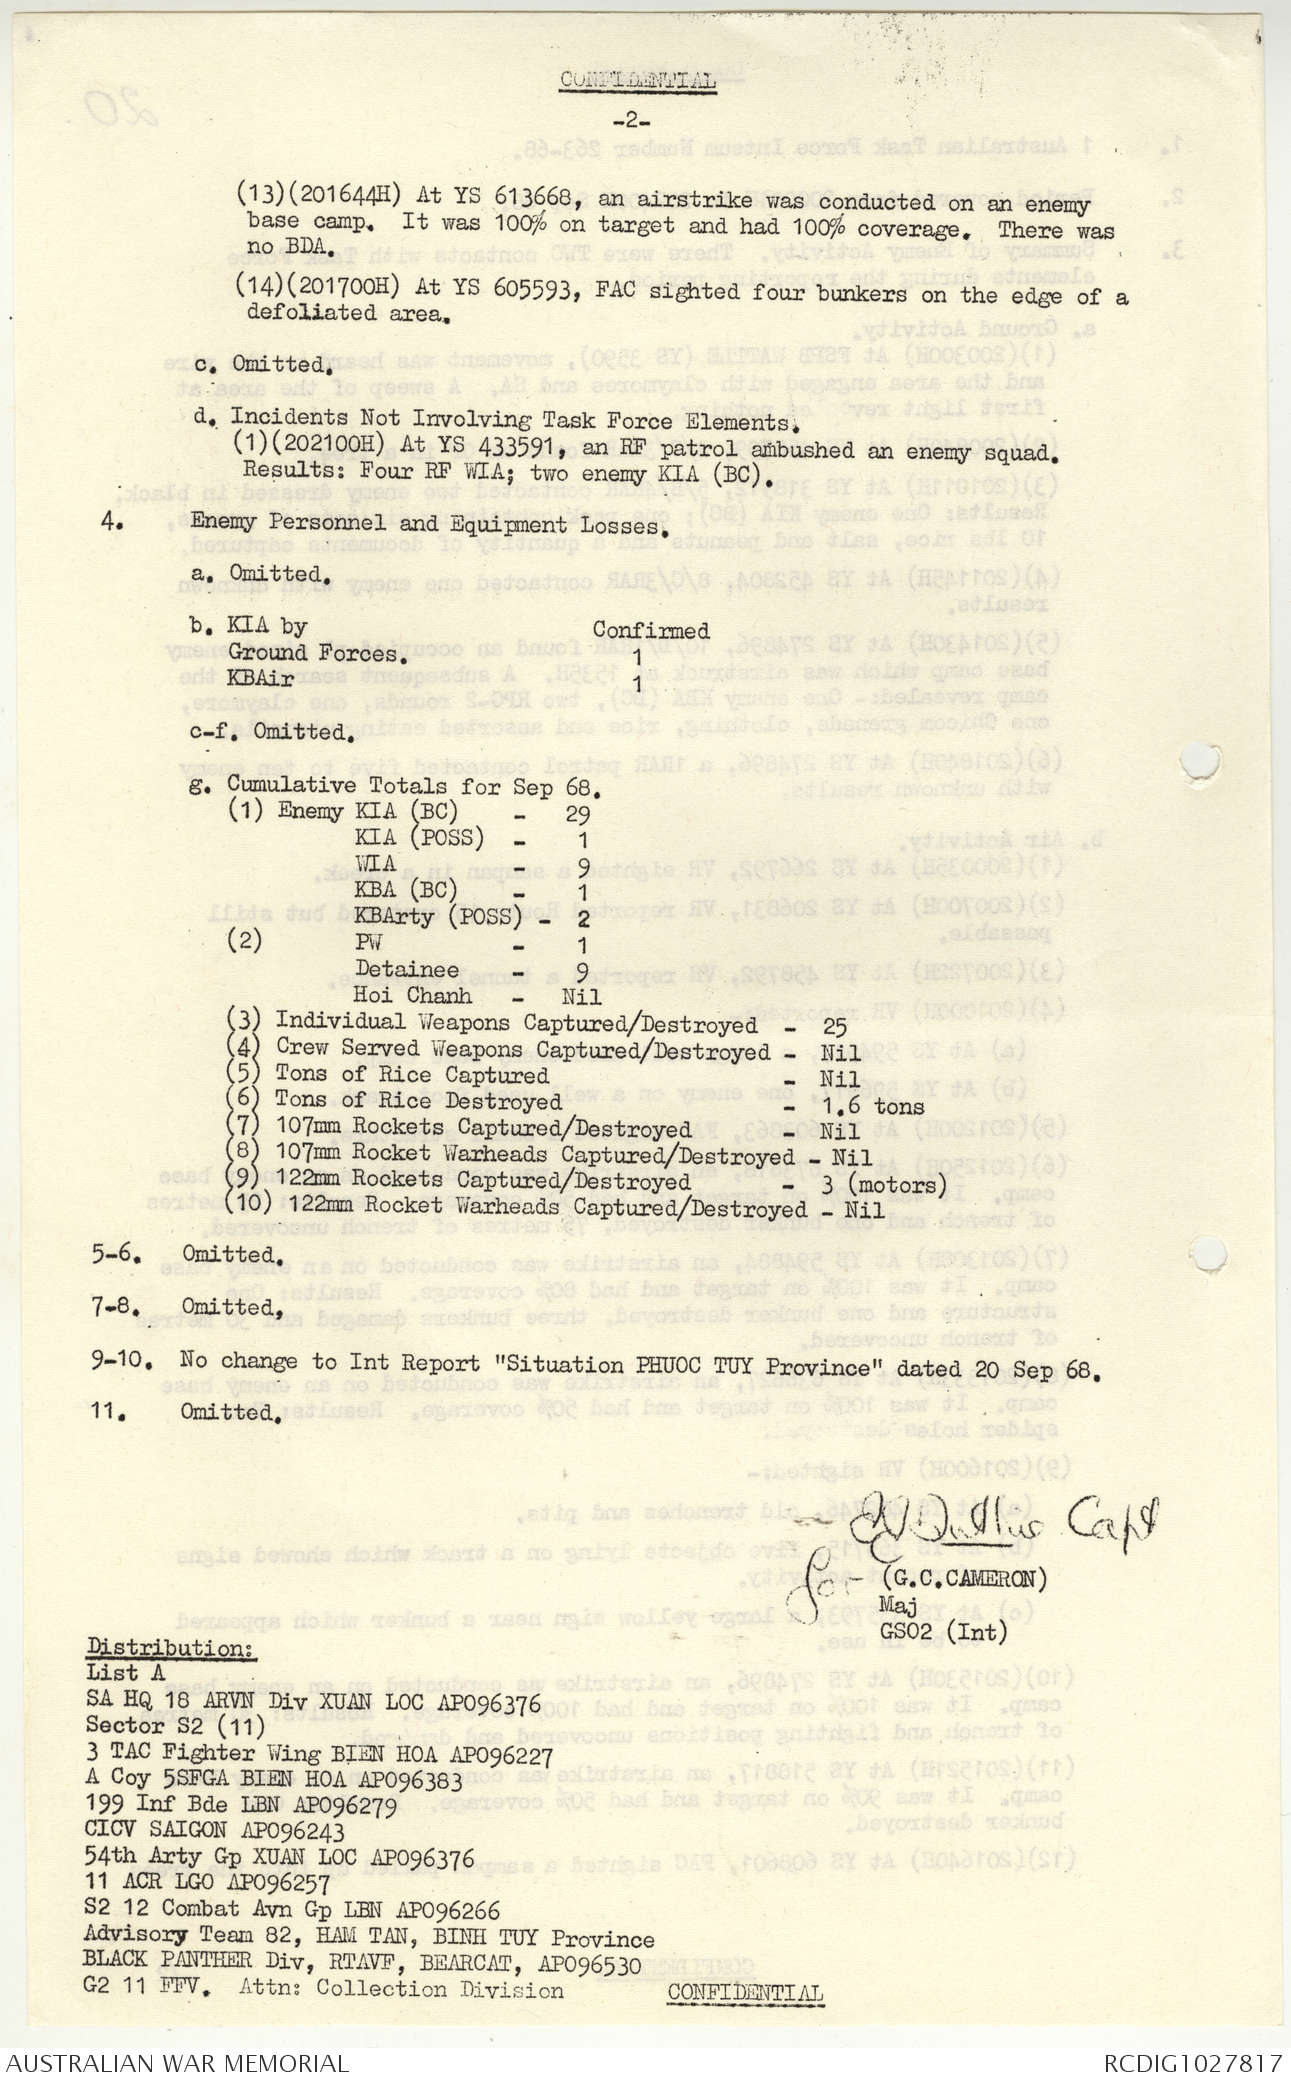 CONFIDENTIAL
-2-
(13)(201644H) At YS 613668, an airstrike was conducted on an enemy
base camp. It was 100% on target and had 100% coverage. There was
no BDA.
(14)(201700H) At YS 605593, FAC sighted four bunkers on the edge of a
defoliated area.
c. Omitted.
d. Incidents Not Involving Task Force Elements.
(1)(202100H) At YS 433591, an RF patrol ambushed an enemy squad.
Results: Four RF WIA; two enemy KIA (BC).
4. Enemy Personnel and Equipment Losses.
a. Omitted.
b. KIA by Confirmed
Ground Forces. 1
KBAir 1
c-f. Omitted.
g. Cumulative Totals for Sep 68.
(1) Enemy KIA (BC) - 29
KIA (POSS) - 1
WIA - 9
KBA (BC) - 1
KBArty (POSS) - 2
(2) PW - 1
Detainee - 9
Hoi Chanh - Nil
(3) Individual Weapons Captured/Destroyed - 25
(4) Crew Served Weapons Captured/Destroyed - Nil
(5) Tons of Rice Captured - Nil
(6) Tons of Rice Destroyed - 1.6 tons
(7) 107mm Rockets Captured/Destroyed - Nil
(8) 107mm Rocket Warheads Captured/Destroyed - Nil
(9) 122mm Rockets Captured/Destroyed - 3 (motors)
(10) 122mm Rocket Warheads Captured/Destroyed - Nil
5-6. Omitted.
7-8. Omitted.
9-10. No change to Int Report "Situation PHUOC TUY Province" dated 20 Sep 68.
11. Omitted.
Capt
for (G.C.CAMERON)
Maj
GSO2 (Int)
Distribution:
List A
SA HQ 18 ARVN Div XUAN LOC APO96376
Sector S2 (11)
3 TAC Fighter Wing BIEN HOA APO96227
A Coy 5SFGA BIEN HOA APO96383
199 Inf Bde LBN APO96279
CICV SAIGON APO96243
54th Arty Gp XUAN LOC APO96376
11 ACR LGO APO96257
S2 12 Combat Avn Gp LBN APO96266
Advisory Team 82, HAM TAN, BINH TUY Province
BLACK PANTHER Div, RTAVF, BEARCAT, APO96530
G2 11 FFV. Attn: Collection Division
CONFIDENTIAL
AUSTRALIAN WAR MEMORIAL
RCDIG1027817